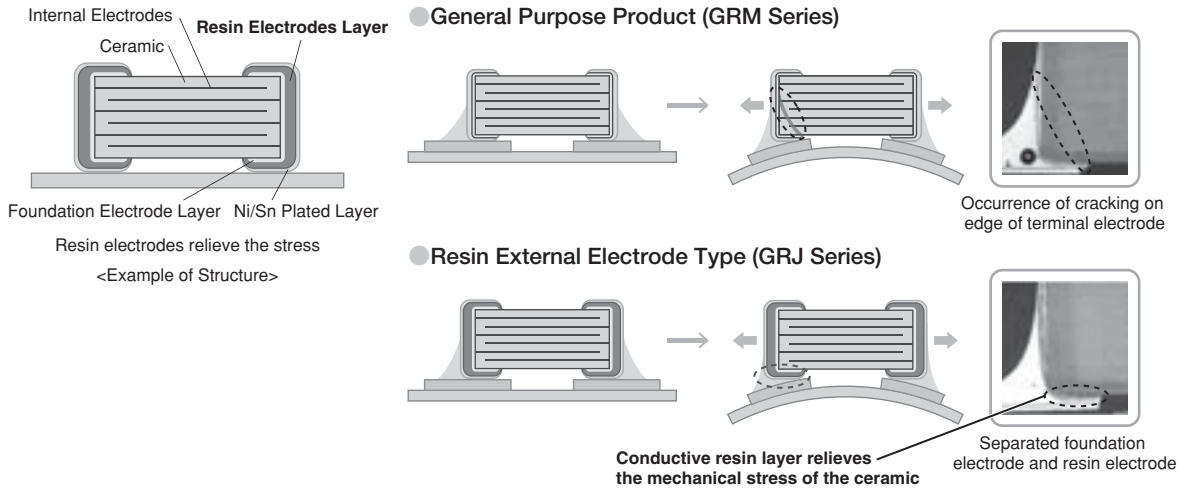 Internal Electrodes
Resin Electrodes Layer
Ceramic
Foundation Electrode Layer
Ni/Sn Plated Layer
Resin electrodes relieve the stress
<Example of Structure>
General Purpose Product (GRM Series)
Occurrence of cracking on
edge of terminal electrode
Resin External Electrode Type (GRJ Series)
Conductive resin layer relieves
the mechanical stress of the ceramic
Separated foundation
electrode and resin electrode